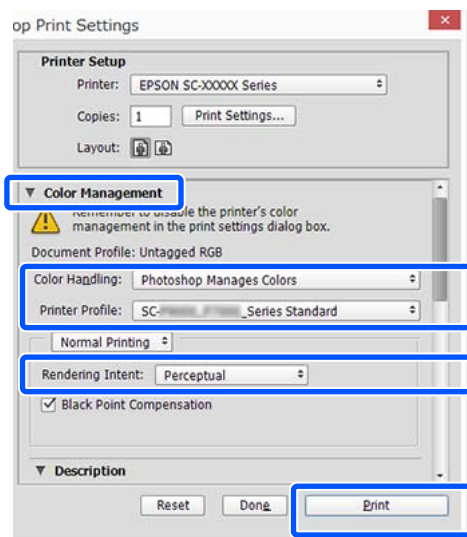 op Print Settings
Printer Setup
Printer: EPSON SC-XXXXX Series
Copies: 1 Print Settings...
Layout:
Color Management
Remember to disable the printer's color
management in the print settings dialog box.
Document Profile: Untagged RGB
Color Handling: Photoshop Manages Colors
Printer Profile: SC- _Series Standard
Normal Printing
Rendering Intent: Perceptual
Black Point Compensation
Description
Reset Done Print